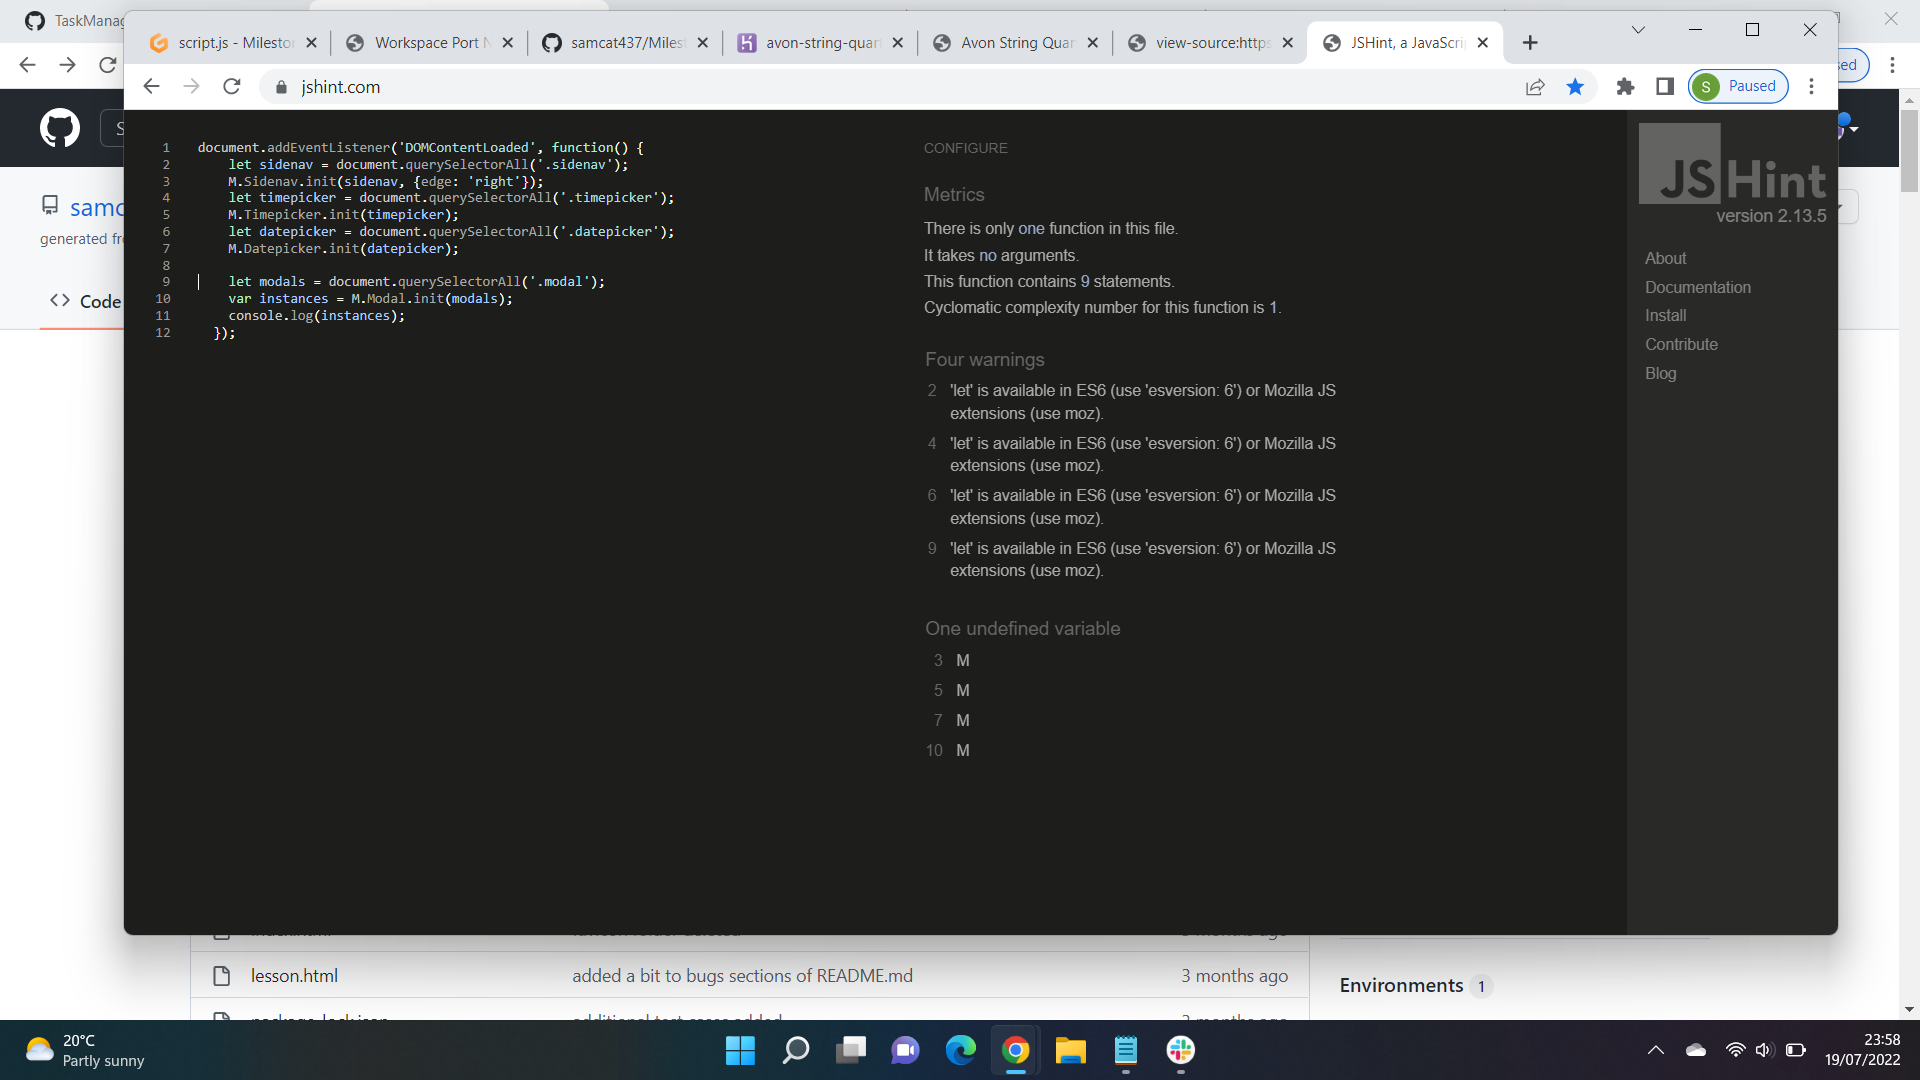 TaskManag
script.js - Milesto
Workspace Port N
samcat437/Miles
avon-string-quar
Avon String Quar
view-source:https
JSHint, a JavaScri
jshint.com
S
Paused
ed
S
samc
generated fr
Code
1 document.addEventListener('DOMContentLoaded', function() {
2 let sidenav = document.querySelectorAll('.sidenav');
3 M.Sidenav.init(sidenav, {edge: 'right'});
4 let timepicker = document.querySelectorAll('.timepicker');
5 M.Timepicker.init(timepicker);
6 let datepicker = document.querySelectorAll('.datepicker');
7 M.Datepicker.init(datepicker);
8
9 let modals = document.querySelectorAll('.modal');
10 var instances = M.Modal.init(modals);
11 console.log(instances);
12 });
CONFIGURE
Metrics
There is only one function in this file.
It takes no arguments.
This function contains 9 statements.
Cyclomatic complexity number for this function is 1.
Four warnings
2 'let' is available in ES6 (use 'esversion: 6') or Mozilla JS
extensions (use moz).
4 'let' is available in ES6 (use 'esversion: 6') or Mozilla JS
extensions (use moz).
6 'let' is available in ES6 (use 'esversion: 6') or Mozilla JS
extensions (use moz).
9 'let' is available in ES6 (use 'esversion: 6') or Mozilla JS
extensions (use moz).
One undefined variable
3 M
5 M
7 M
10 M
JSHint
version 2.13.5
About
Documentation
Install
Contribute
Blog
lesson.html added a bit to bugs sections of README.md 3 months ago
Environments 1
20°C
Partly sunny
23:58
19/07/2022